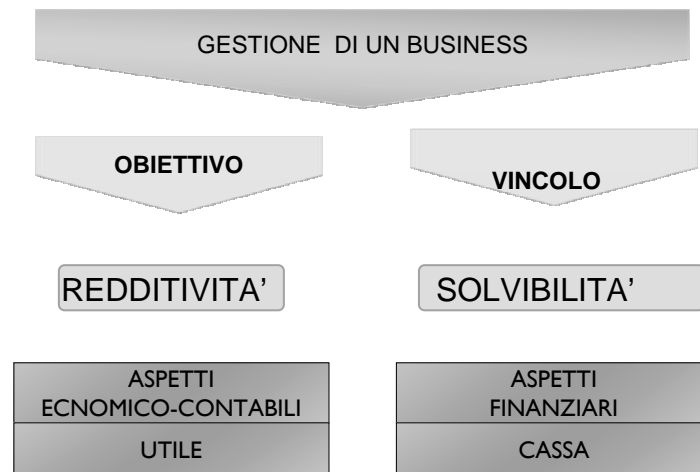 GESTIONE DI UN BUSINESS
OBIETTIVO
VINCOLO
REDDITIVITA’
SOLVIBILITA’
ASPETTI
ECNOMICO-CONTABILI
UTILE
ASPETTI
FINANZIARI
CASSA